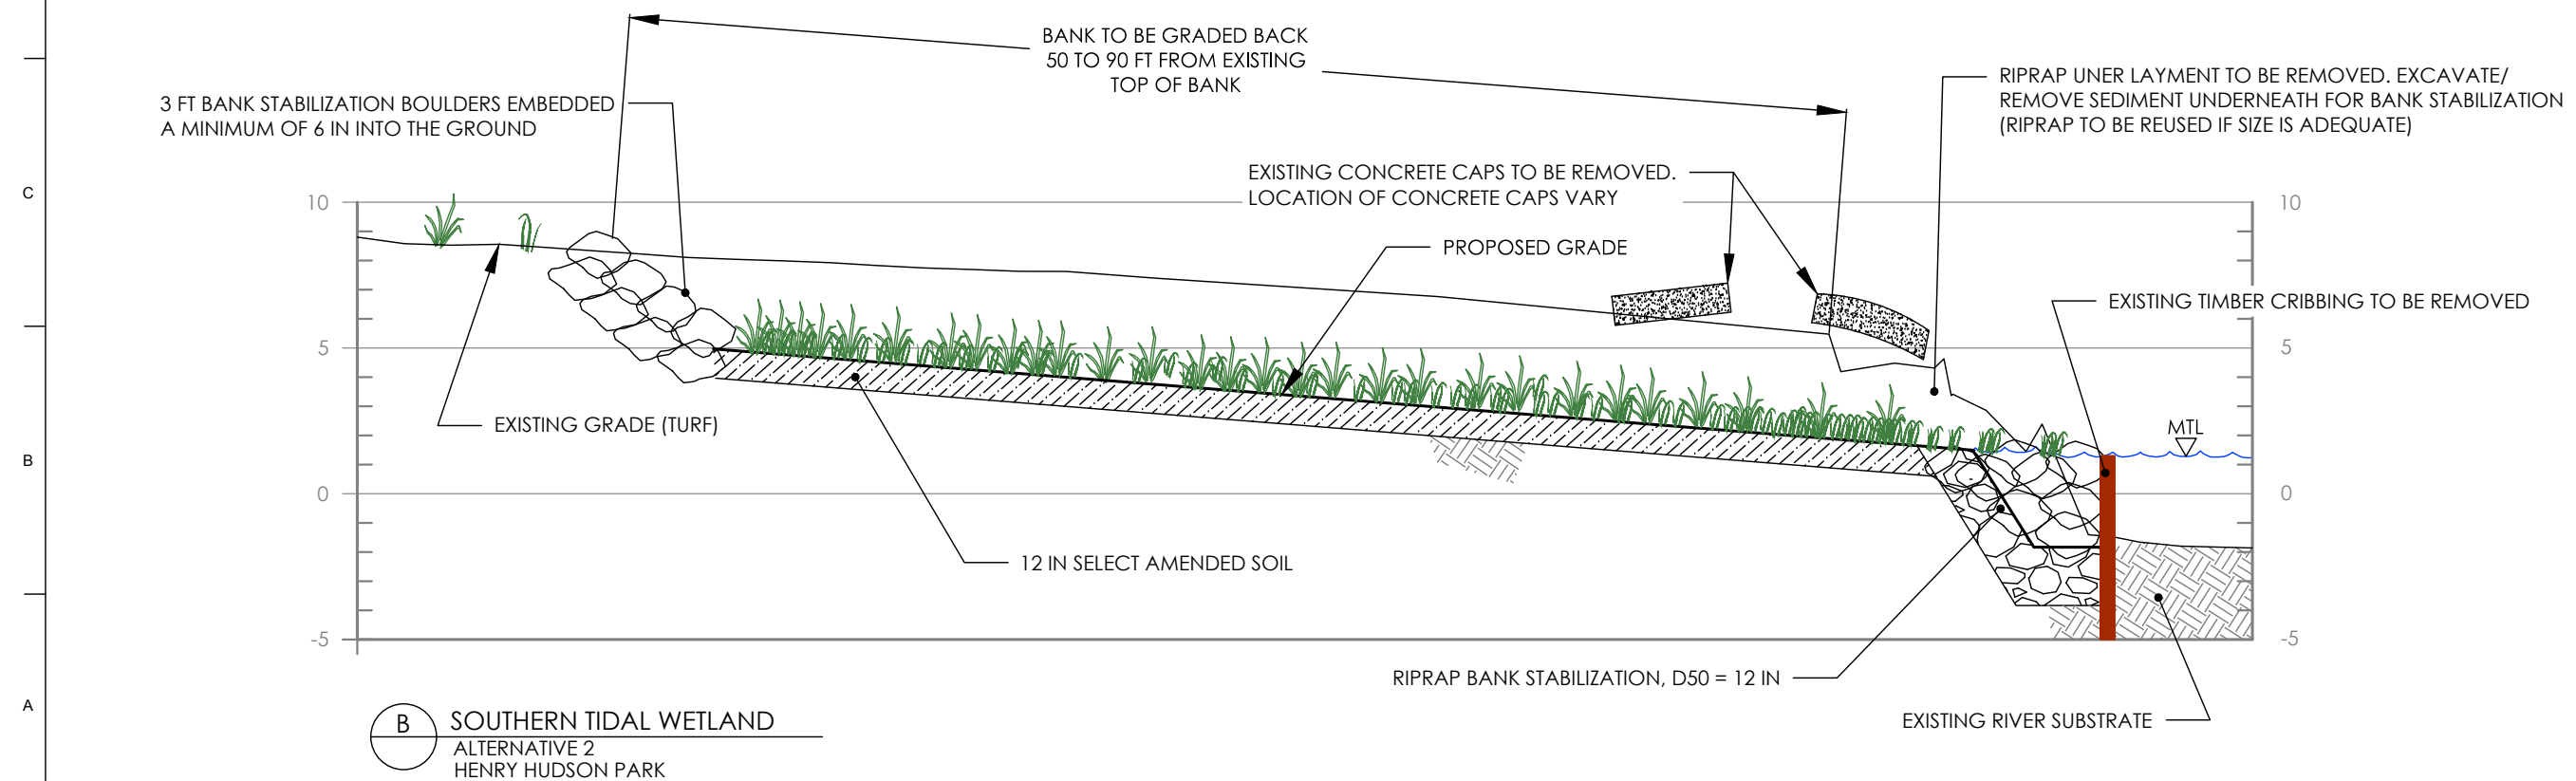 BANK TO BE GRADED BACK
50 TO 90 FT FROM EXISTING
TOP OF BANK
RIPRAP UNER LAYMENT TO BE REMOVED. EXCAVATE/
REMOVE SEDIMENT UNDERNEATH FOR BANK STABILIZATION
(RIPRAP TO BE REUSED IF SIZE IS ADEQUATE)
3 FT BANK STABILIZATION BOULDERS EMBEDDED
A MINIMUM OF 6 IN INTO THE GROUND
EXISTING CONCRETE CAPS TO BE REMOVED.
LOCATION OF CONCRETE CAPS VARY
C
10
10
PROPOSED GRADE
EXISTING TIMBER CRIBBING TO BE REMOVED
5
5
EXISTING GRADE (TURF)
MTL
B
0
0
12 IN SELECT AMENDED SOIL
-5
-5
RIPRAP BANK STABILIZATION, D50 = 12 IN
A
EXISTING RIVER SUBSTRATE
B
SOUTHERN TIDAL WETLAND
ALTERNATIVE 2
HENRY HUDSON PARK